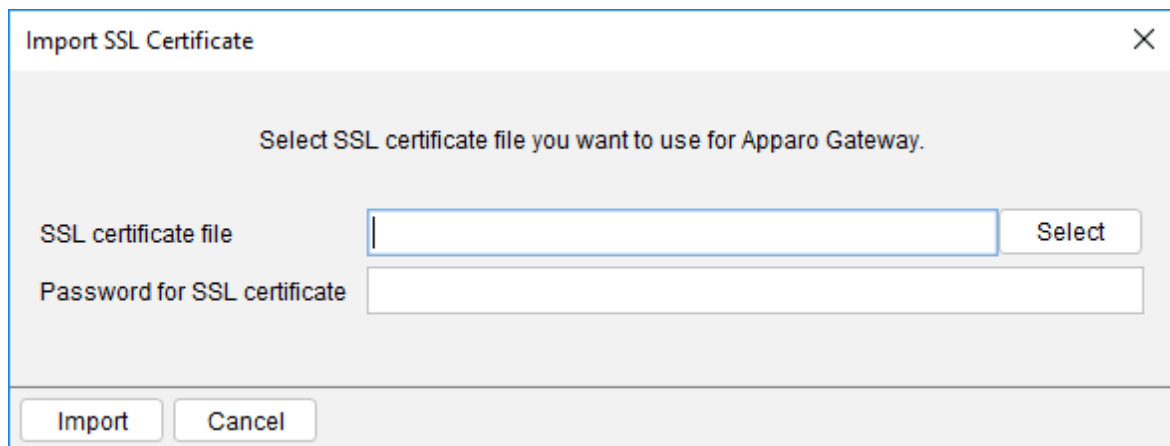 Import SSL Certificate
Select SSL certificate file you want to use for Apparo Gateway.
SSL certificate file
Select
Password for SSL certificate
Import
Cancel